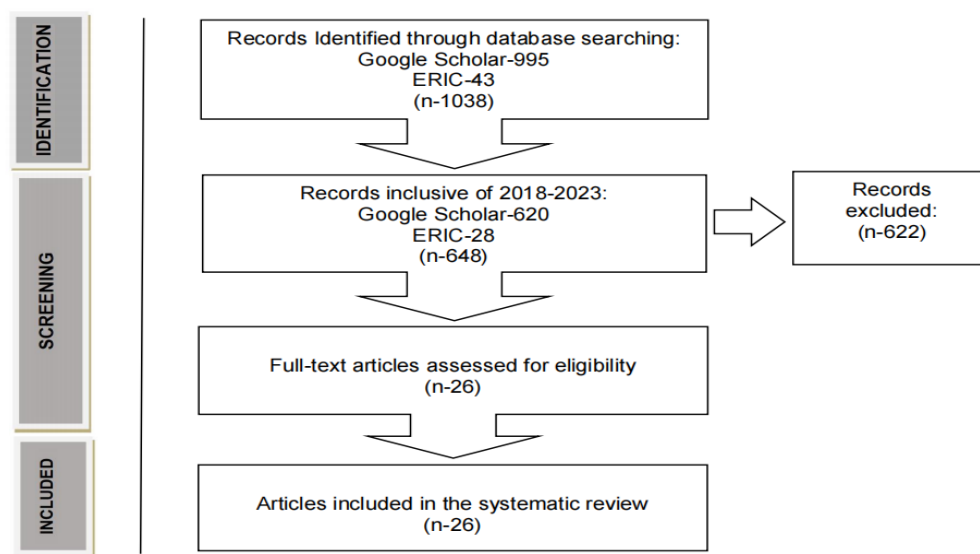 IDENTIFICATION
Records Identified through database searching:
Google Scholar-995
ERIC-43
(n-1038)
SCREENING
Records inclusive of 2018-2023:
Google Scholar-620
ERIC-28
(n-648)
Records
excluded:
(n-622)
Full-text articles assessed for eligibility
(n-26)
INCLUDED
Articles included in the systematic review
(n-26)